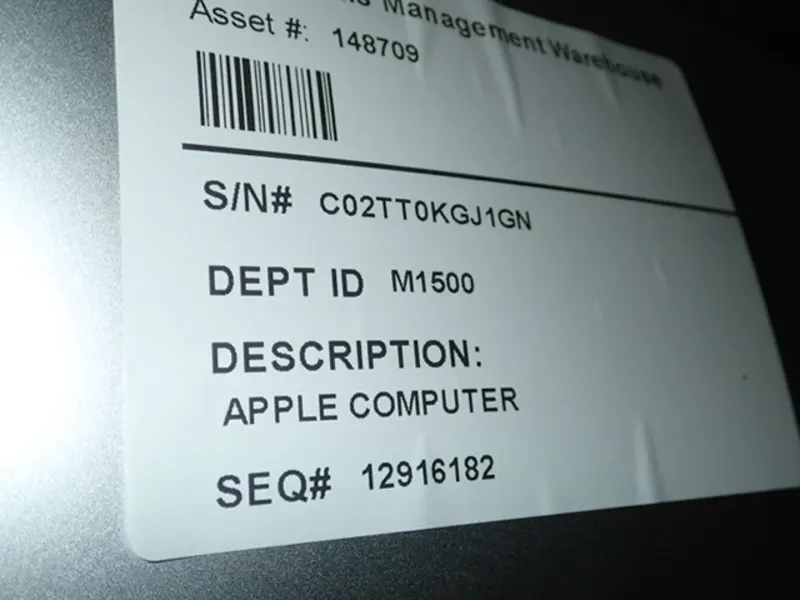 Management Warehouse
Asset #: 148709
S/N# C02TT0KGJ1GN
DEPT ID M1500
DESCRIPTION:
APPLE COMPUTER
SEQ# 12916182